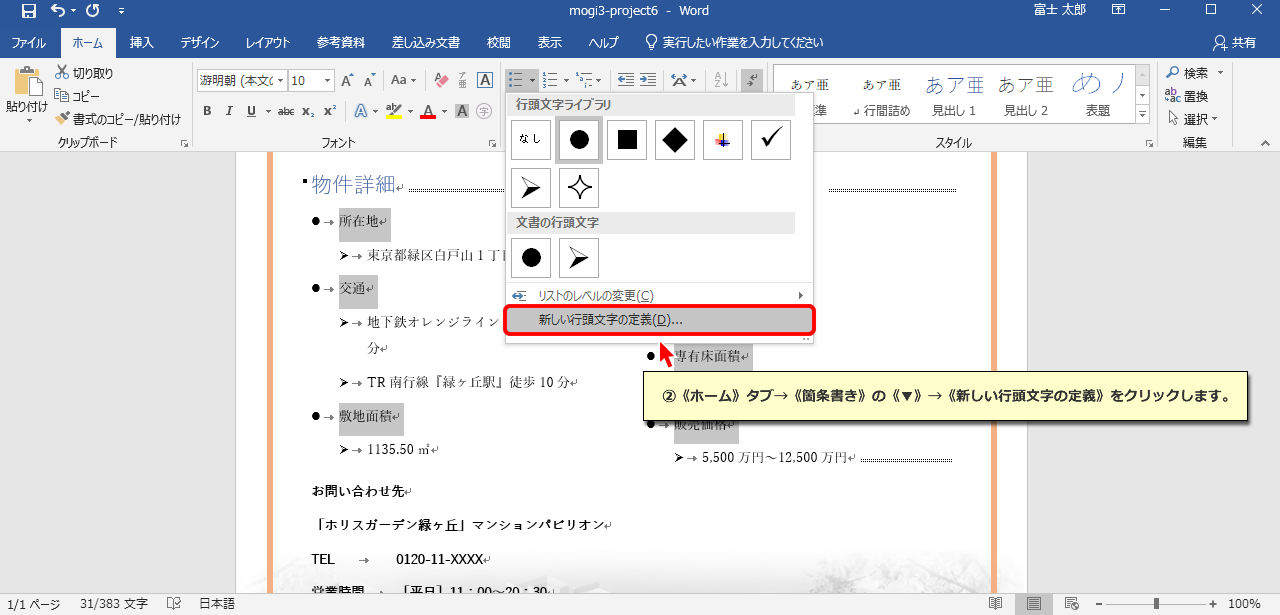 mogi3-project6 - Word
富士 太郎
ファイル ホーム 挿入 デザイン レイアウト 参考資料 差し込み文書 校閲 表示 ヘルプ 実行したい作業を入力してください 共有
貼り付け
切り取り
コピー
書式のコピー/貼り付け
クリップボード
游明朝 (本文の 10
B I U abc x₂ x²
フォント
行頭文字ライブラリ
なし
文書の行頭文字
リストのレベルの変更(C)
新しい行頭文字の定義(D)...
あア亜 あア亜 あア亜 あア亜
準 行間詰め 見出し 1 見出し 2 表題
スタイル
検索
置換
選択
編集
物件詳細
所在地
東京都緑区白戸山 1 丁
交通
地下鉄オレンジライン
分
TR 南行線『緑ヶ丘駅』徒歩 10 分
敷地面積
1135.50 ㎡
専有床面積
販売価格
5,500 万円～12,500 万円
②《ホーム》タブ→《箇条書き》の《▼》→《新しい行頭文字の定義》をクリックします。
お問い合わせ先
「ホリスガーデン緑ヶ丘」マンションパビリオン
TEL → 0120-11-XXXX
営業時間 → ［平日］11：00～20：30
1/1 ページ 31/383 文字 日本語 100%